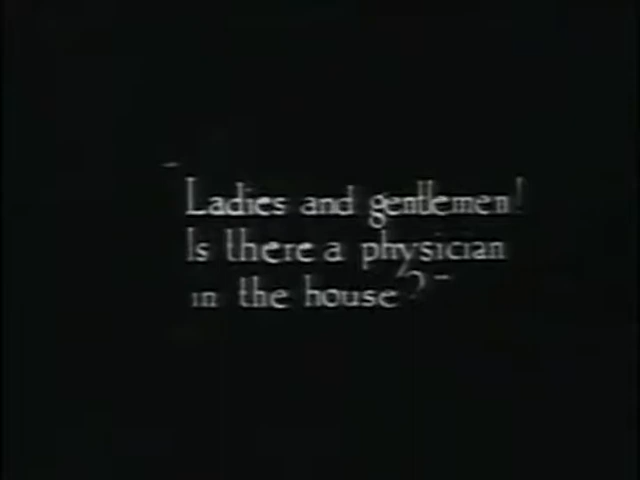 "Ladies and gentlemen!
Is there a physician
in the house?"